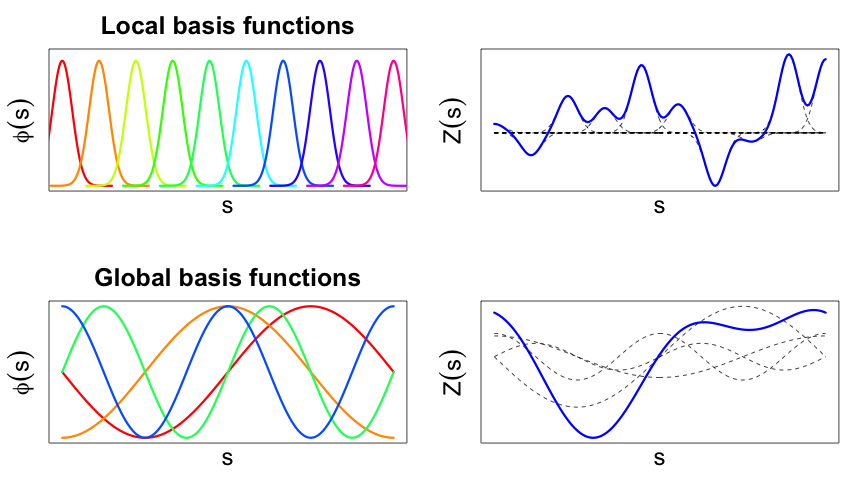 Local basis functions
ϕ(s)
s
Z(s)
s
Global basis functions
ϕ(s)
s
Z(s)
s